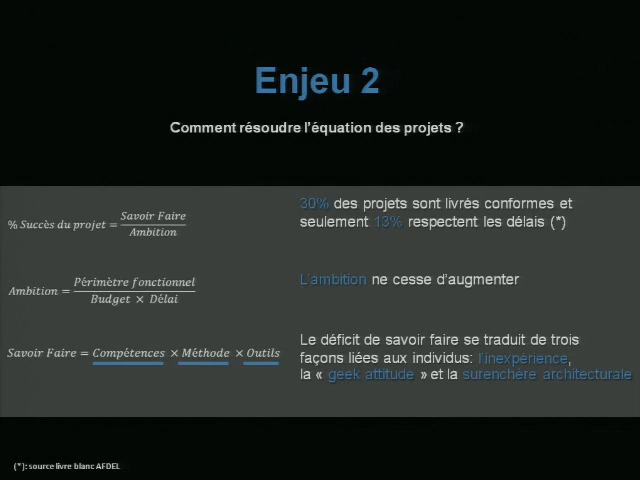 Enjeu 2
Comment résoudre l'équation des projets ?
% Succès du projet = Savoir Faire / Ambition
30% des projets sont livrés conformes et
seulement 13% respectent les délais (*)
Ambition = Périmètre fonctionnel / Budget × Délai
L'ambition ne cesse d'augmenter
Savoir Faire = Compétences × Méthode × Outils
Le déficit de savoir faire se traduit de trois
façons liées aux individus: l'inexpérience,
la « geek attitude » et la surenchère architecturale
(*): source livre blanc AFDEL